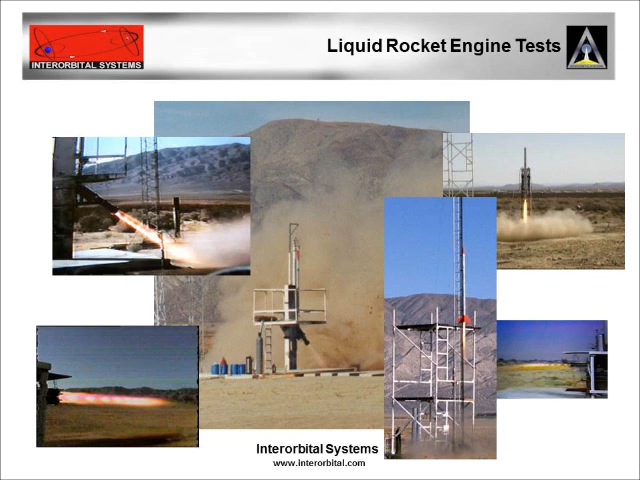 INTERORBITAL SYSTEMS
Liquid Rocket Engine Tests
Interorbital Systems
www.interorbital.com